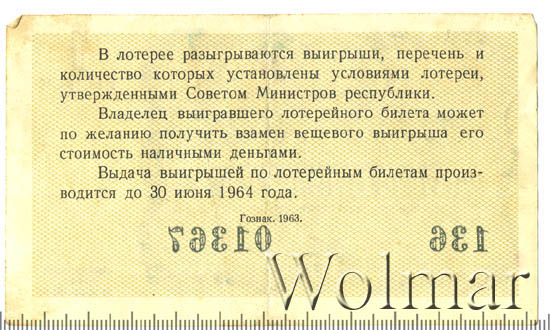 В лотерее разыгрываются выигрыши, перечень и
количество которых установлены условиями лотереи,
утвержденными Советом Министров республики.
Владелец выигравшего лотерейного билета может
по желанию получить взамен вещевого выигрыша его
стоимость наличными деньгами.
Выдача выигрышей по лотерейным билетам произ-
водится до 30 июня 1964 года.
Гознак. 1963.
01367 136
Wolmar